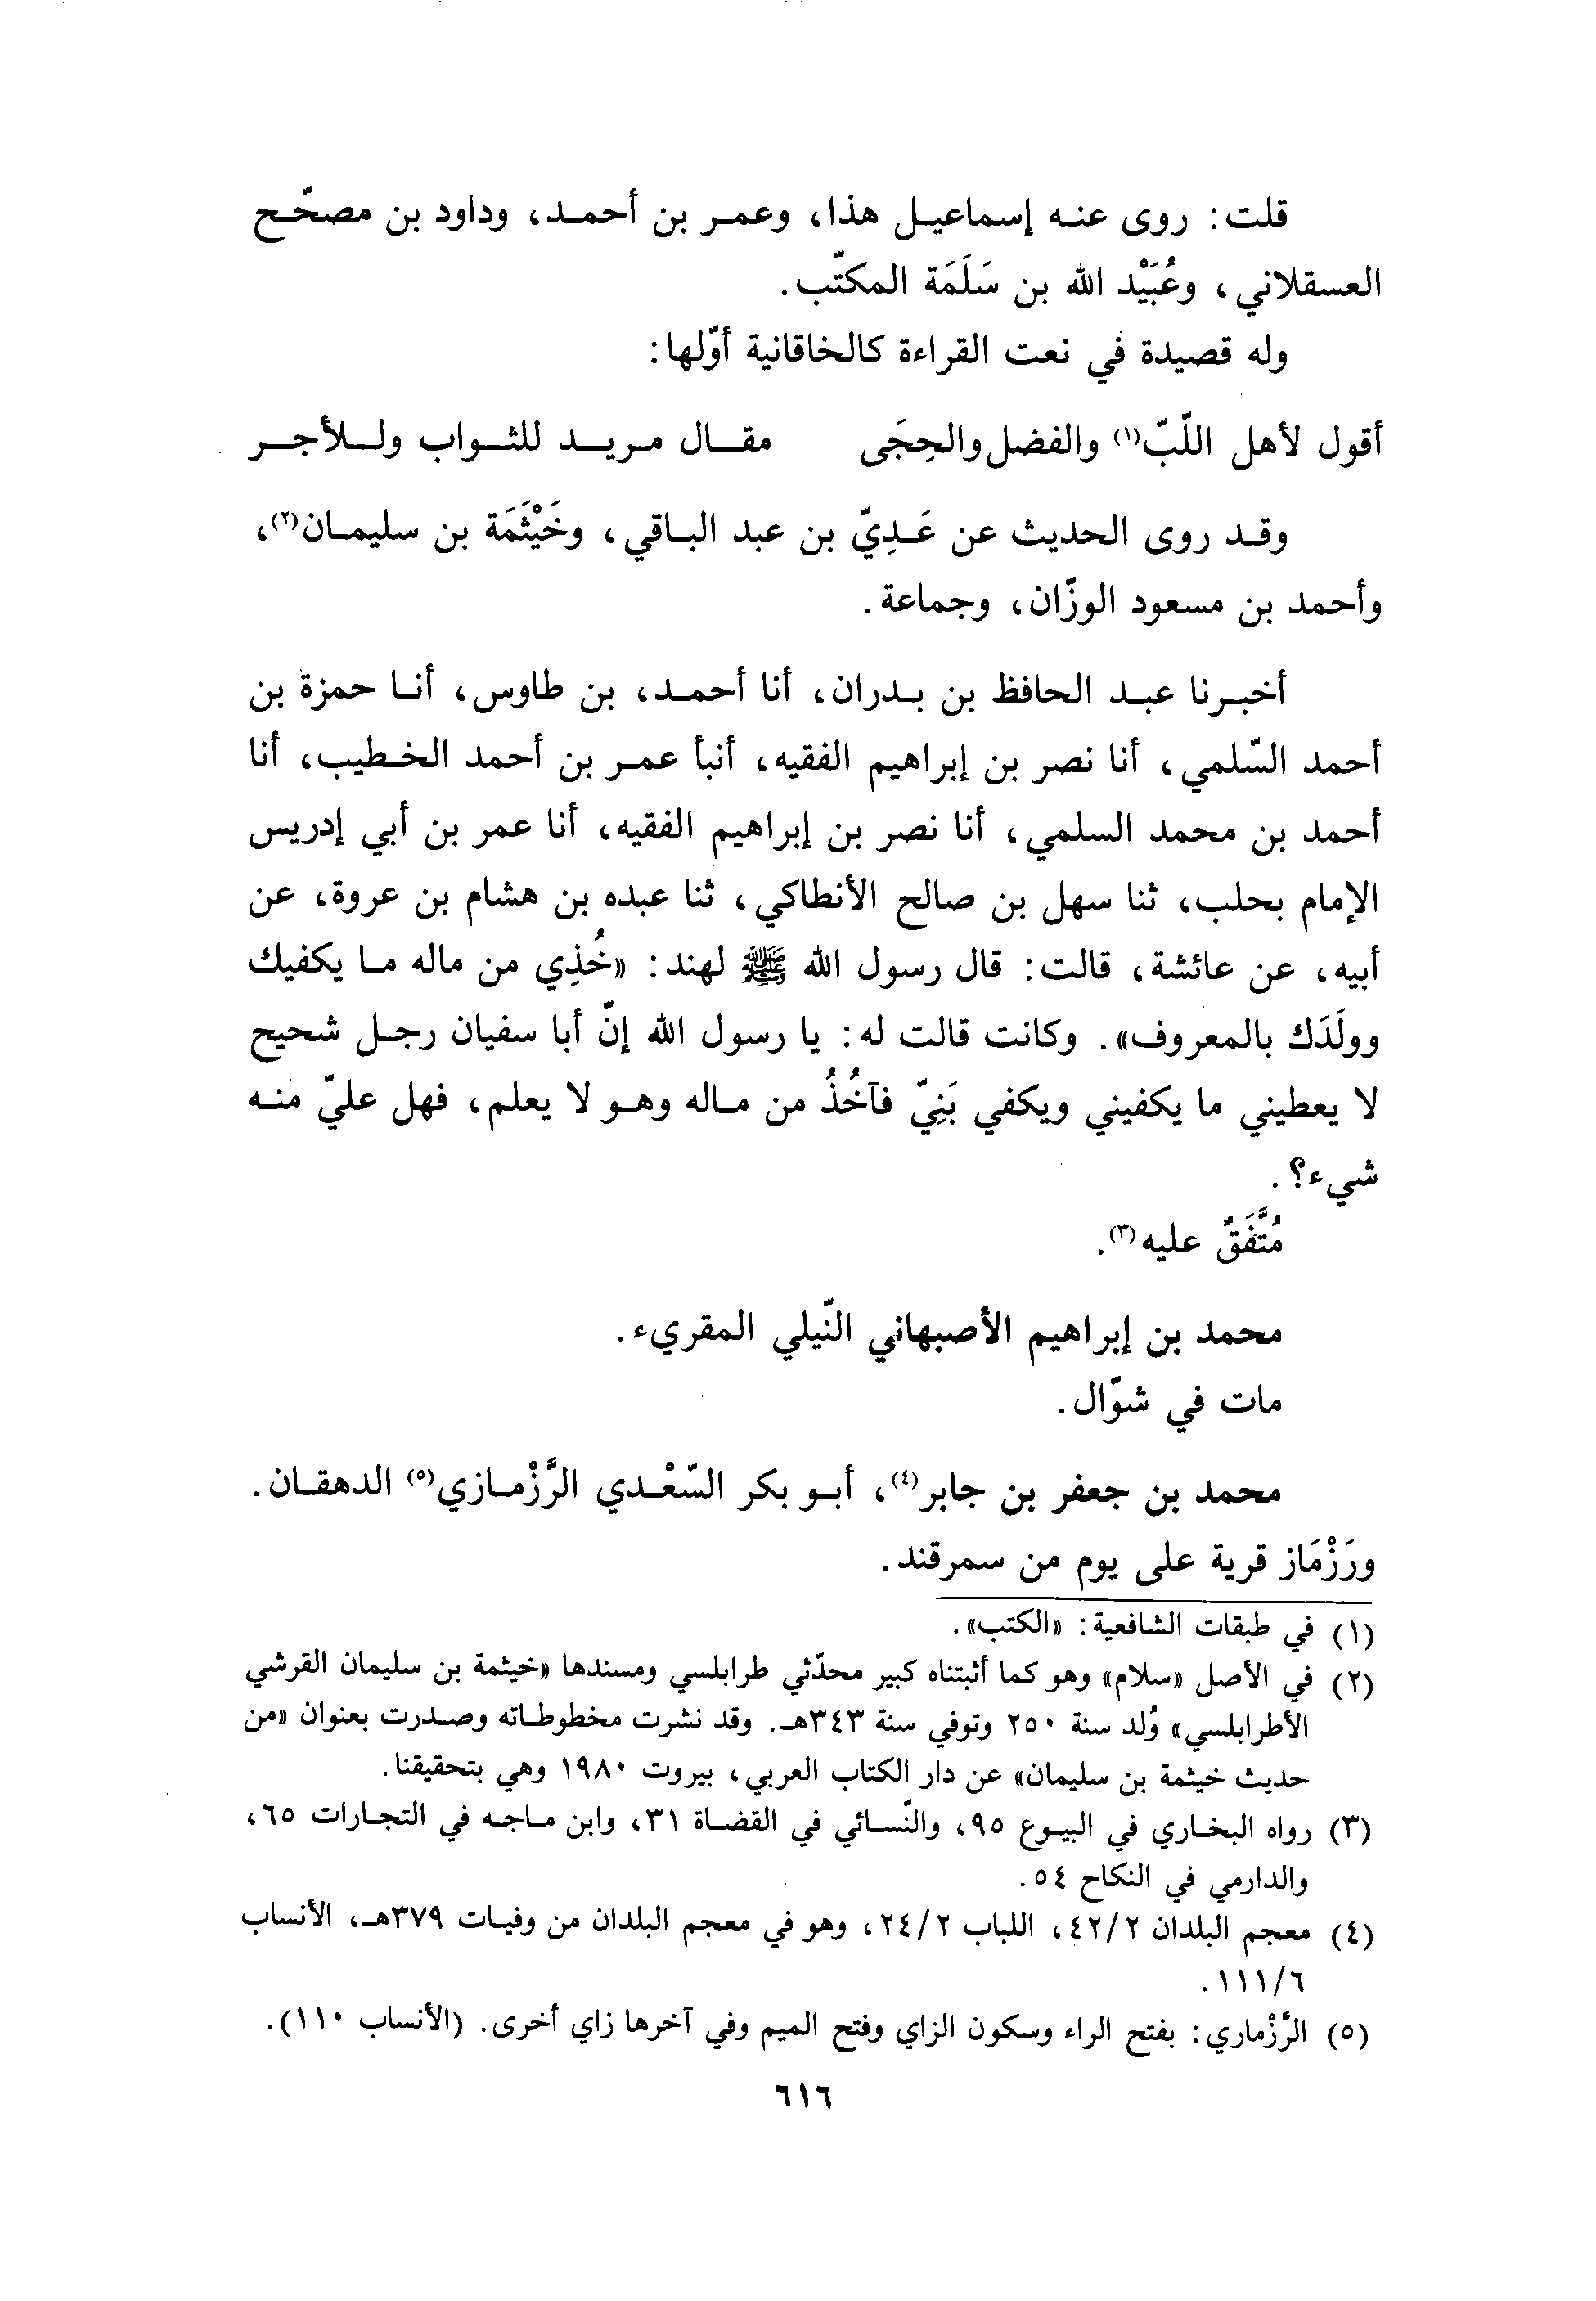 قلت: روى عنه إسماعيل هذا، وعمر بن أحمد، وداود بن مصحّح
العسقلاني، وعُبَيْد الله بن سَلَمَة المكتّب.
وله قصيدة في نعت القراءة كالخاقانية أوّلها:
أقول لأهل اللّبّ(١) والفضل والحِجَى مقال مريد للثواب وللأجر
وقد روى الحديث عن عَدِيّ بن عبد الباقي، وخَيْثَمَة بن سليمان(٢)،
وأحمد بن مسعود الوزّان، وجماعة.
أخبرنا عبد الحافظ بن بدران، أنا أحمد، بن طاوس، أنا حمزة بن
أحمد السّلمي، أنا نصر بن إبراهيم الفقيه، أنبأ عمر بن أحمد الخطيب، أنا
أحمد بن محمد السلمي، أنا نصر بن إبراهيم الفقيه، أنا عمر بن أبي إدريس
الإمام بحلب، ثنا سهل بن صالح الأنطاكي، ثنا عبده بن هشام بن عروة، عن
أبيه، عن عائشة، قالت: قال رسول الله ﷺ لهند: «خُذِي من ماله ما يكفيك
وولَدَك بالمعروف». وكانت قالت له: يا رسول الله إنّ أبا سفيان رجل شحيح
لا يعطيني ما يكفيني ويكفي بَنِيّ فآخُذُ من ماله وهو لا يعلم، فهل عليّ منه
شيء؟.
مُتَّفَقٌ عليه(٣).
محمد بن إبراهيم الأصبهاني النّيلي المقريء.
مات في شوّال.
محمد بن جعفر بن جابر(٤)، أبو بكر السّعْدي الرَّزْمازي(٥) الدهقان.
ورَزْمَاز قرية على يوم من سمرقند.
(١) في طبقات الشافعية: «الكتب».
(٢) في الأصل «سلام» وهو كما أثبتناه كبير محدّثي طرابلسي ومسندها «خيثمة بن سليمان القرشي
الأطرابلسي» وُلد سنة ٢٥٠ وتوفي سنة ٣٤٣هـ. وقد نشرت مخطوطاته وصدرت بعنوان «من
حديث خيثمة بن سليمان» عن دار الكتاب العربي، بيروت ١٩٨٠ وهي بتحقيقنا.
(٣) رواه البخاري في البيوع ٩٥، والنّسائي في القضاة ٣١، وابن ماجه في التجارات ٦٥،
والدارمي في النكاح ٥٤.
(٤) معجم البلدان ٤٢/٢، اللباب ٢٤/٢، وهو في معجم البلدان من وفيات ٣٧٩هـ، الأنساب
١١١/٦.
(٥) الرَّزْماري: بفتح الراء وسكون الزاي وفتح الميم وفي آخرها زاي أخرى. (الأنساب ١١٠).
٦١٦